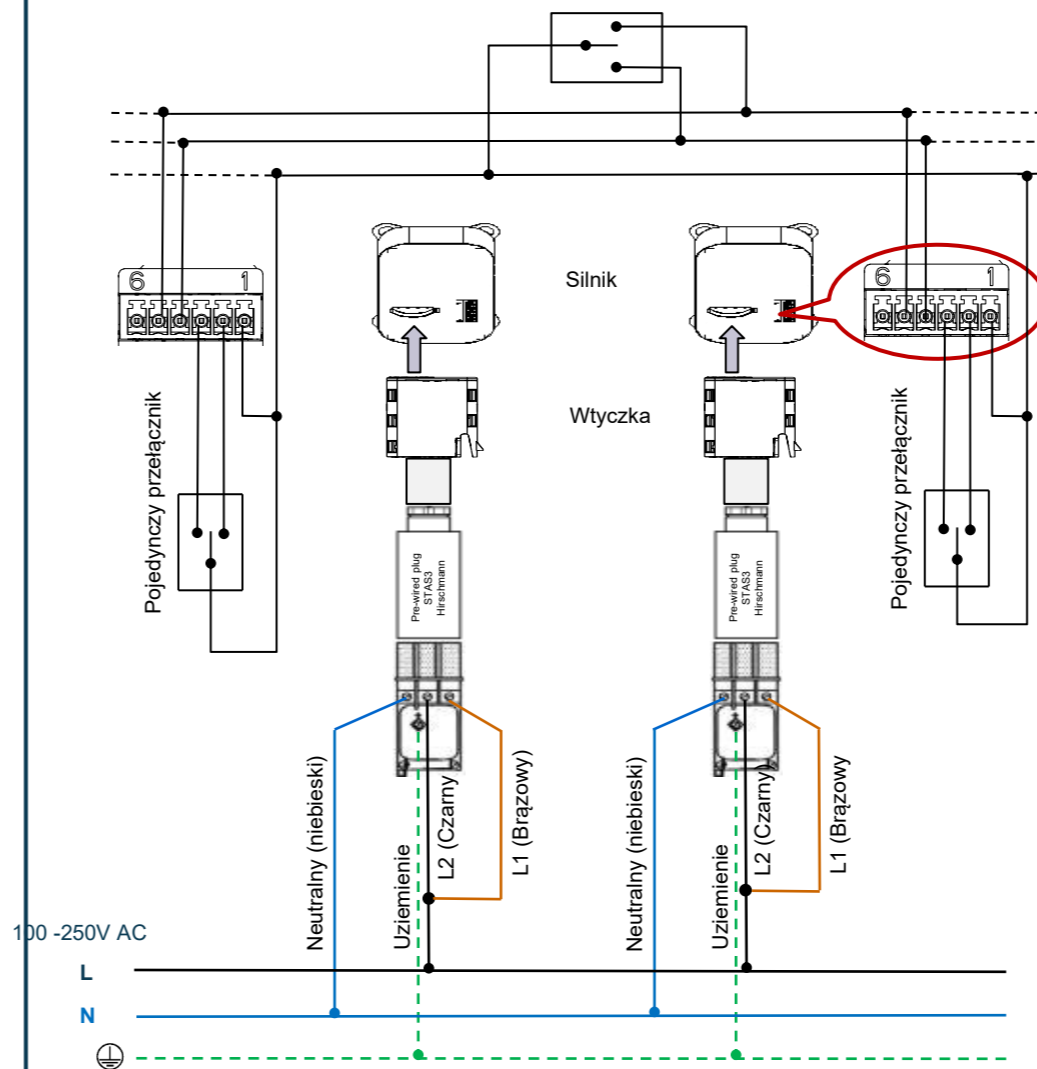 Silnik
6 1
6 1
Wtyczka
Pojedynczy przełącznik
Pojedynczy przełącznik
Pre-wired plug
STAS3
Hirschmann
Pre-wired plug
STAS3
Hirschmann
Neutralny (niebieski)
Uziemienie
L2 (Czarny)
L1 (Brązowy)
Neutralny (niebieski)
Uziemienie
L2 (Czarny)
L1 (Brązowy)
100 -250V AC
L
N